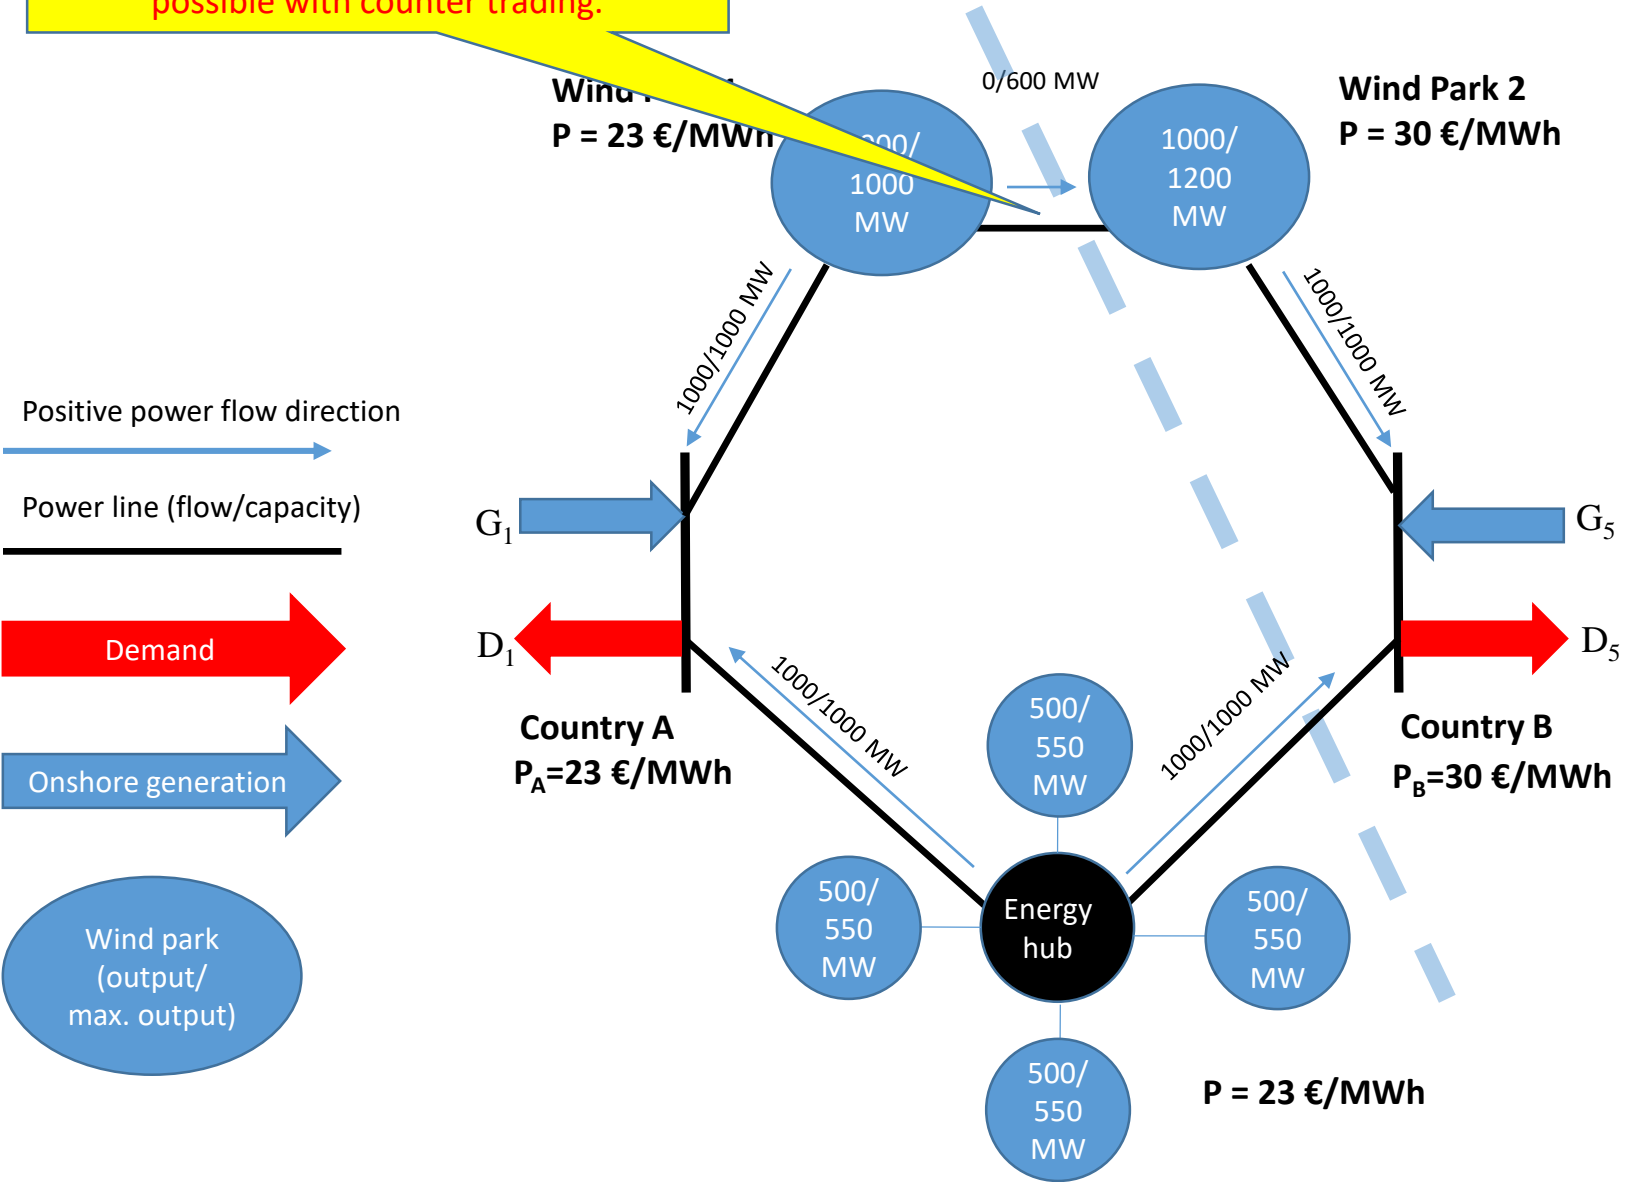 possible with counter trading.
0/600 MW
Wind
P = 23 €/MWh
Wind Park 2
P = 30 €/MWh
1000
MW
1000/
1200
MW
1000/1000 MW
1000/1000 MW
Positive power flow direction
Power line (flow/capacity)
G1
G5
Demand
D1
D5
1000/1000 MW
1000/1000 MW
500/
550
MW
Country A
PA=23 €/MWh
Country B
PB=30 €/MWh
Onshore generation
500/
550
MW
Energy
hub
500/
550
MW
Wind park
(output/
max. output)
500/
550
MW
P = 23 €/MWh